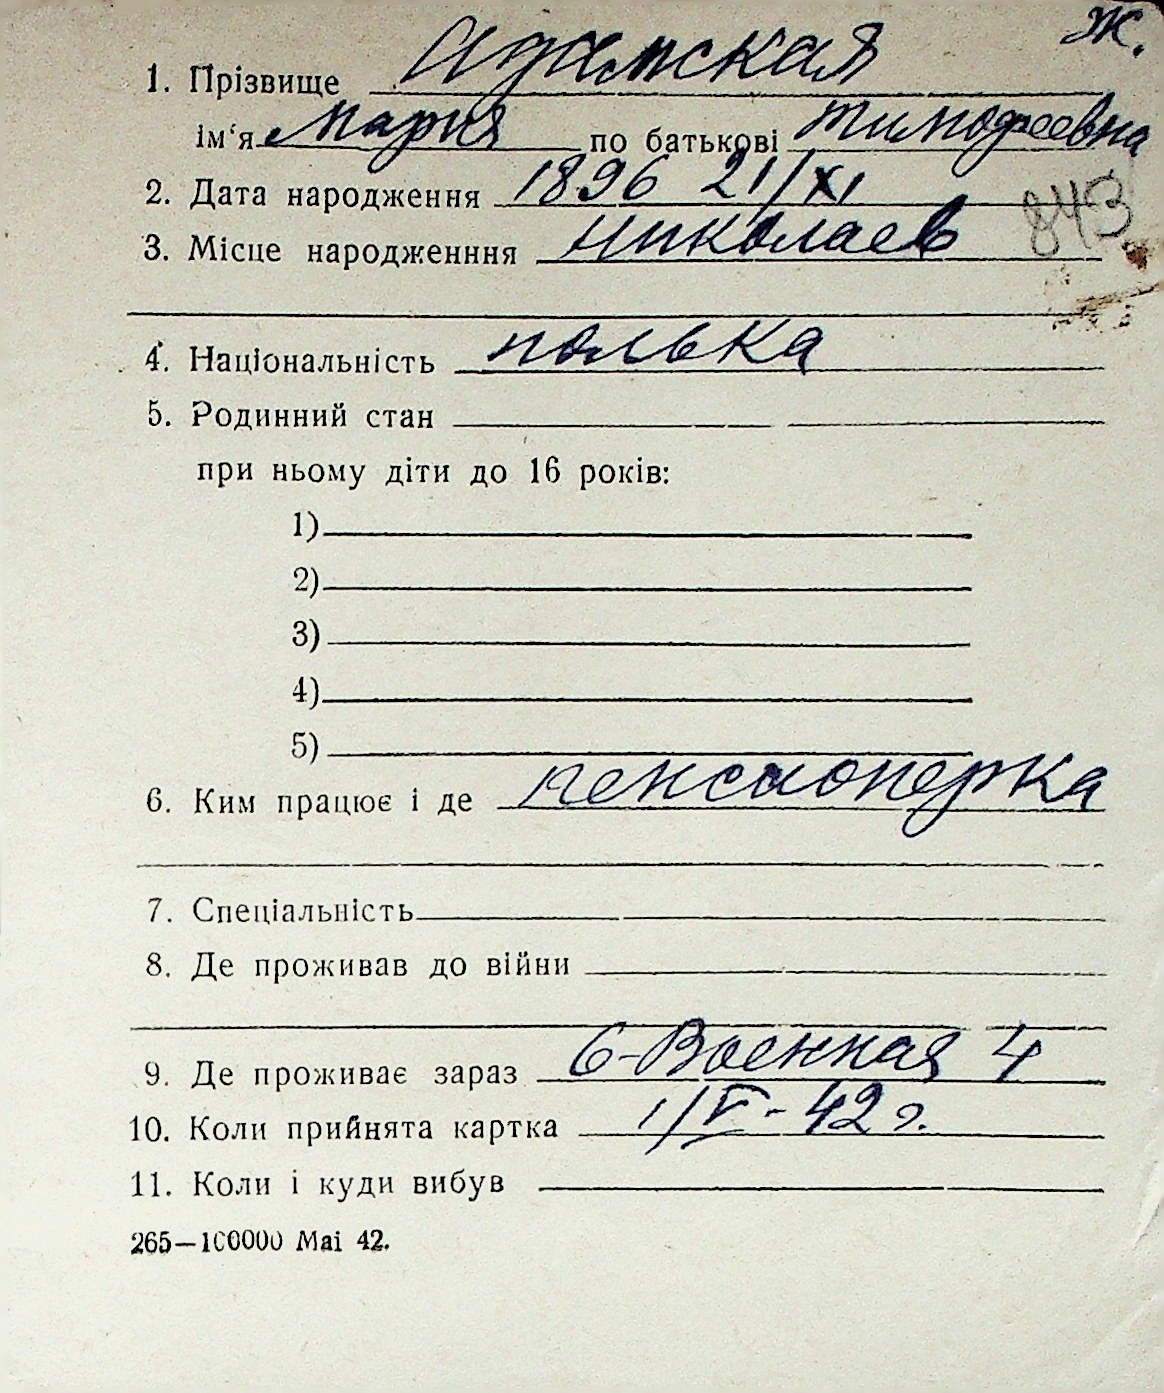 Ж.
1. Прізвище Адамская
ім‘я Мария по батькові Тимофеевна
2. Дата народження 1896 21/XI
843
3. Місце народженння Николаев
4. Національність полька
5. Родинний стан
при ньому діти до 16 років:
1)
2)
3)
4)
5)
6. Ким працює і де пенсионерка
7. Спеціальність
8. Де проживав до війни
9. Де проживає зараз 6-Военная 4
10. Коли прийнята картка 1/V-42 г.
11. Коли і куди вибув
265—100000 Маі 42.